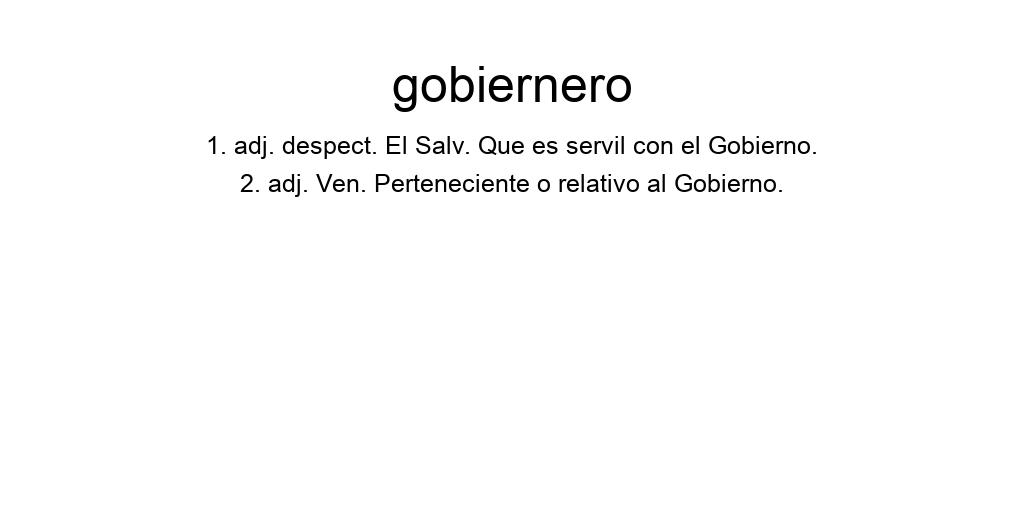 gobiernero
1. adj. despect. El Salv. Que es servil con el Gobierno.
2. adj. Ven. Perteneciente o relativo al Gobierno.